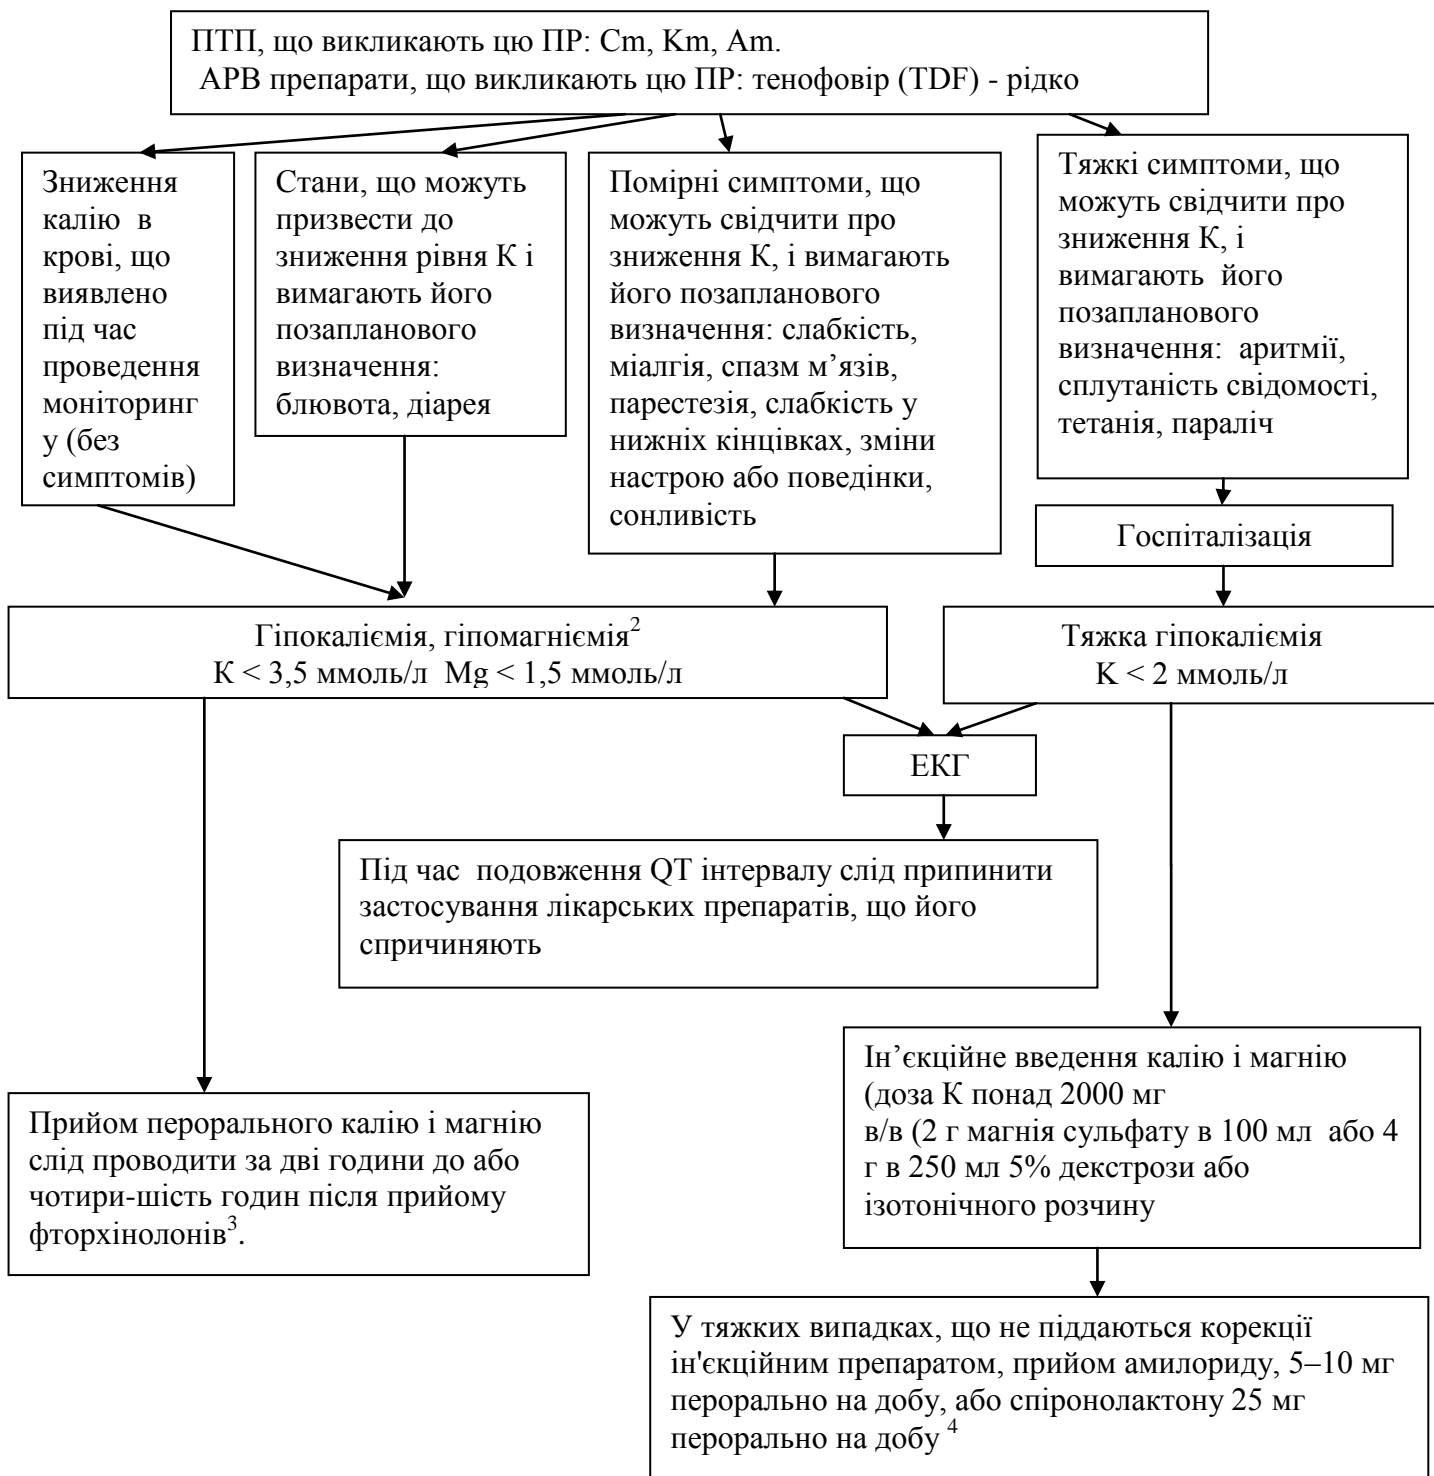 ПТП, що викликають цю ПР: Cm, Km, Am.
АРВ препарати, що викликають цю ПР: тенофовір (TDF) - рідко
Зниження
калію в
крові, що
виявлено
під час
проведення
моніторинг
у (без
симптомів)
Стани, що можуть
призвести до
зниження рівня К і
вимагають його
позапланового
визначення:
блювота, діарея
Помірні симптоми, що
можуть свідчити про
зниження К, і вимагають
його позапланового
визначення: слабкість,
міалгія, спазм м’язів,
парестезія, слабкість у
нижніх кінцівках, зміни
настрою або поведінки,
сонливість
Тяжкі симптоми, що
можуть свідчити про
зниження К, і
вимагають його
позапланового
визначення: аритмії,
сплутаність свідомості,
тетанія, параліч
Госпіталізація
Гіпокаліємія, гіпомагніємія2
К < 3,5 ммоль/л Mg < 1,5 ммоль/л
Тяжка гіпокаліємія
K < 2 ммоль/л
ЕКГ
Під час подовження QT інтервалу слід припинити
застосування лікарських препаратів, що його
спричиняють
Ін’єкційне введення калію і магнію
(доза К понад 2000 мг
в/в (2 г магнія сульфату в 100 мл або 4
г в 250 мл 5% декстрози або
ізотонічного розчину
Прийом перорального калію і магнію
слід проводити за дві години до або
чотири-шість годин після прийому
фторхінолонів3.
У тяжких випадках, що не піддаються корекції
ін'єкційним препаратом, прийом амилориду, 5–10 мг
перорально на добу, або спіронолактону 25 мг
перорально на добу 4